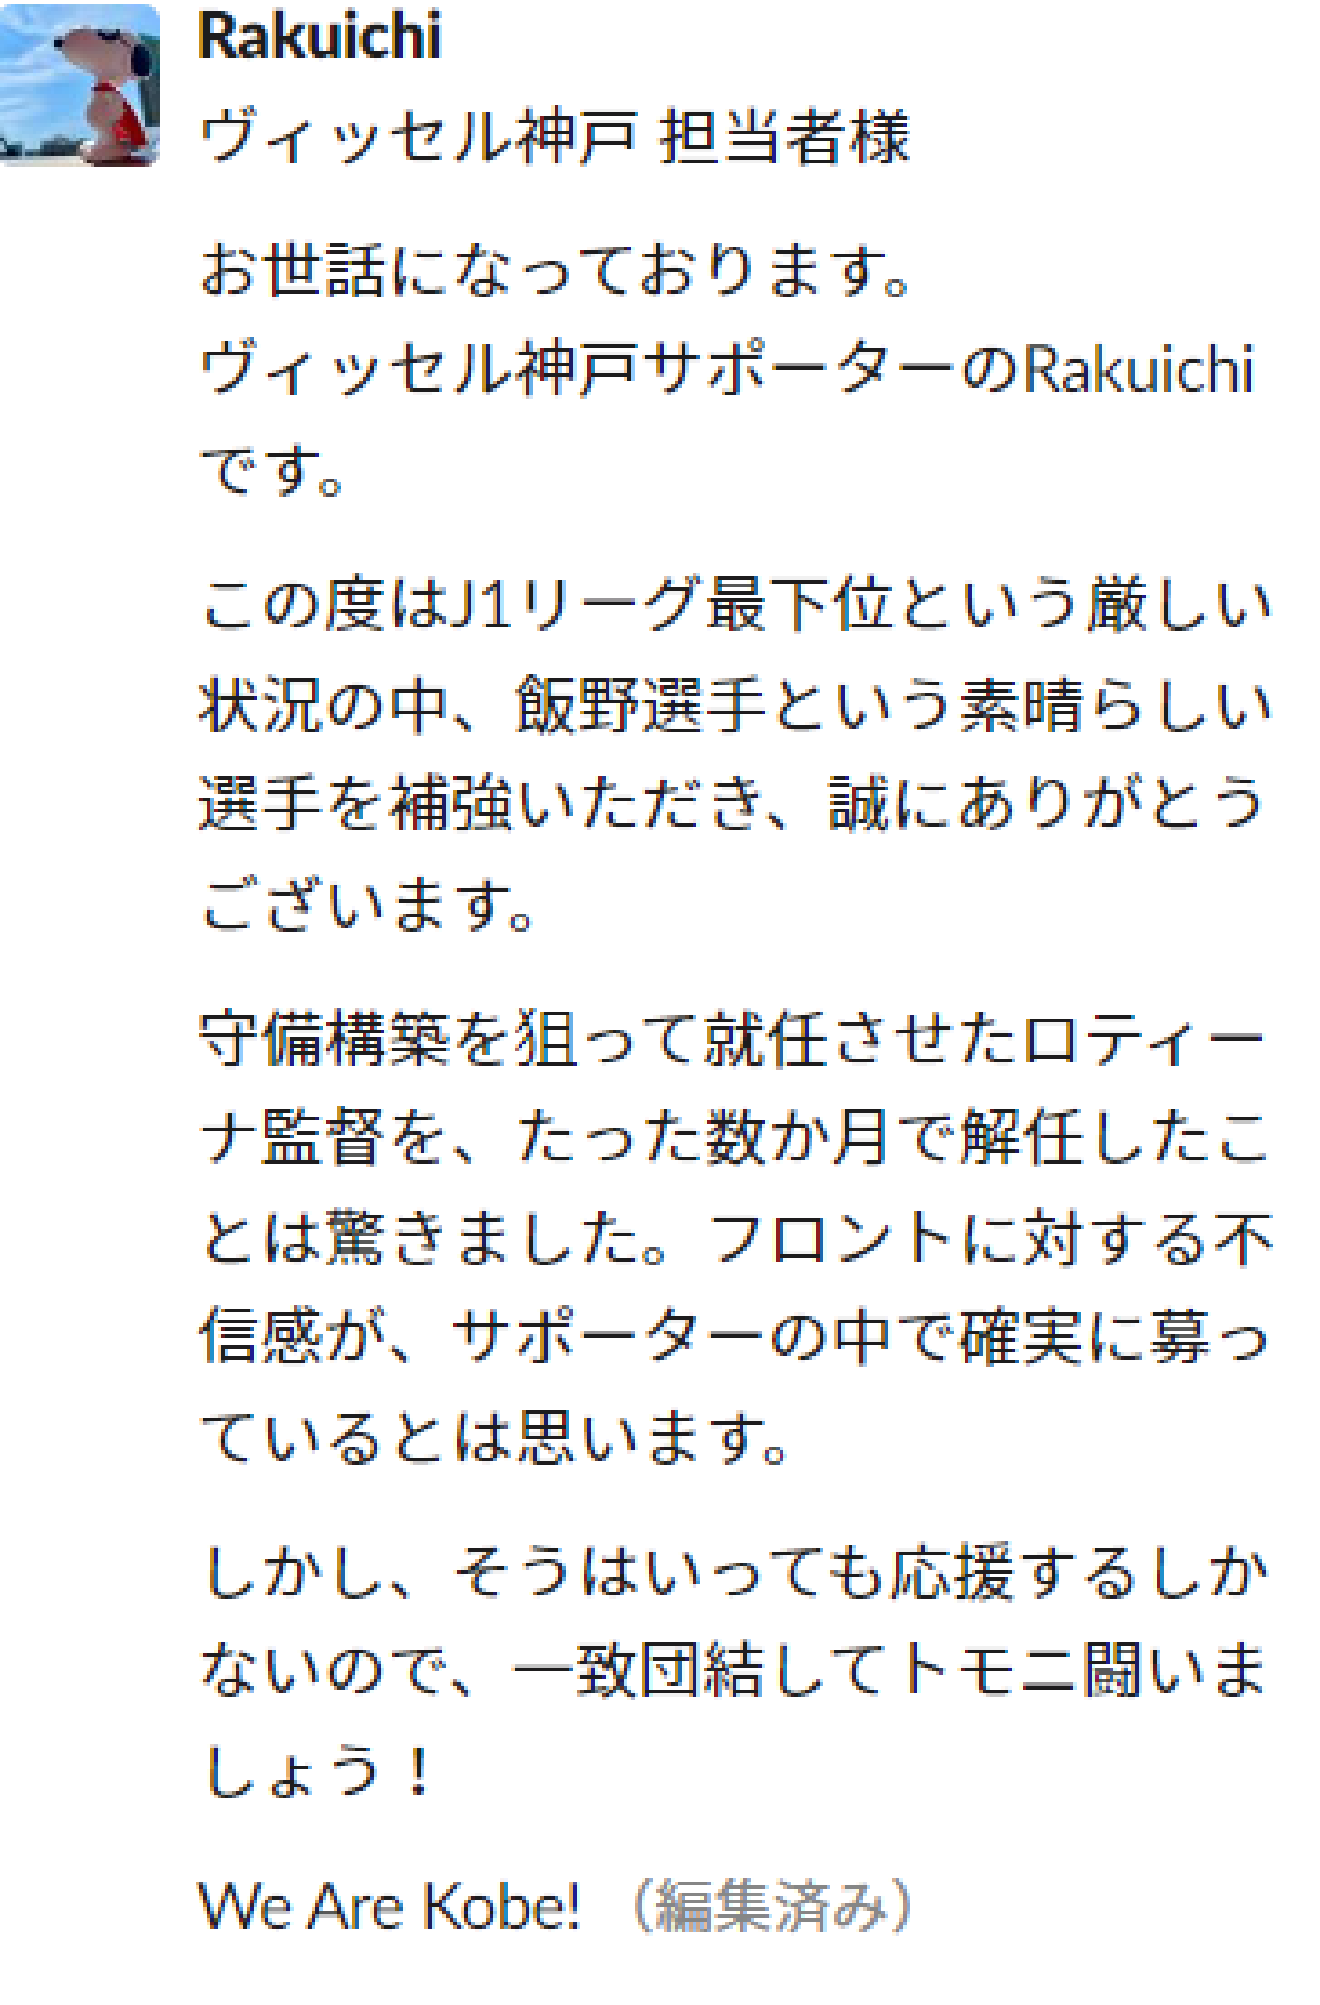 Rakuichi
ヴィッセル神戸 担当者様
お世話になっております。
ヴィッセル神戸サポーターのRakuichi
です。
この度はJ1リーグ最下位という厳しい
状況の中、飯野選手という素晴らしい
選手を補強いただき、誠にありがとう
ございます。
守備構築を狙って就任させたロティー
ナ監督を、たった数か月で解任したこ
とは驚きました。フロントに対する不
信感が、サポーターの中で確実に募っ
ているとは思います。
しかし、そうはいっても応援するしか
ないので、一致団結してトモニ闘いま
しょう！
We Are Kobe! （編集済み）